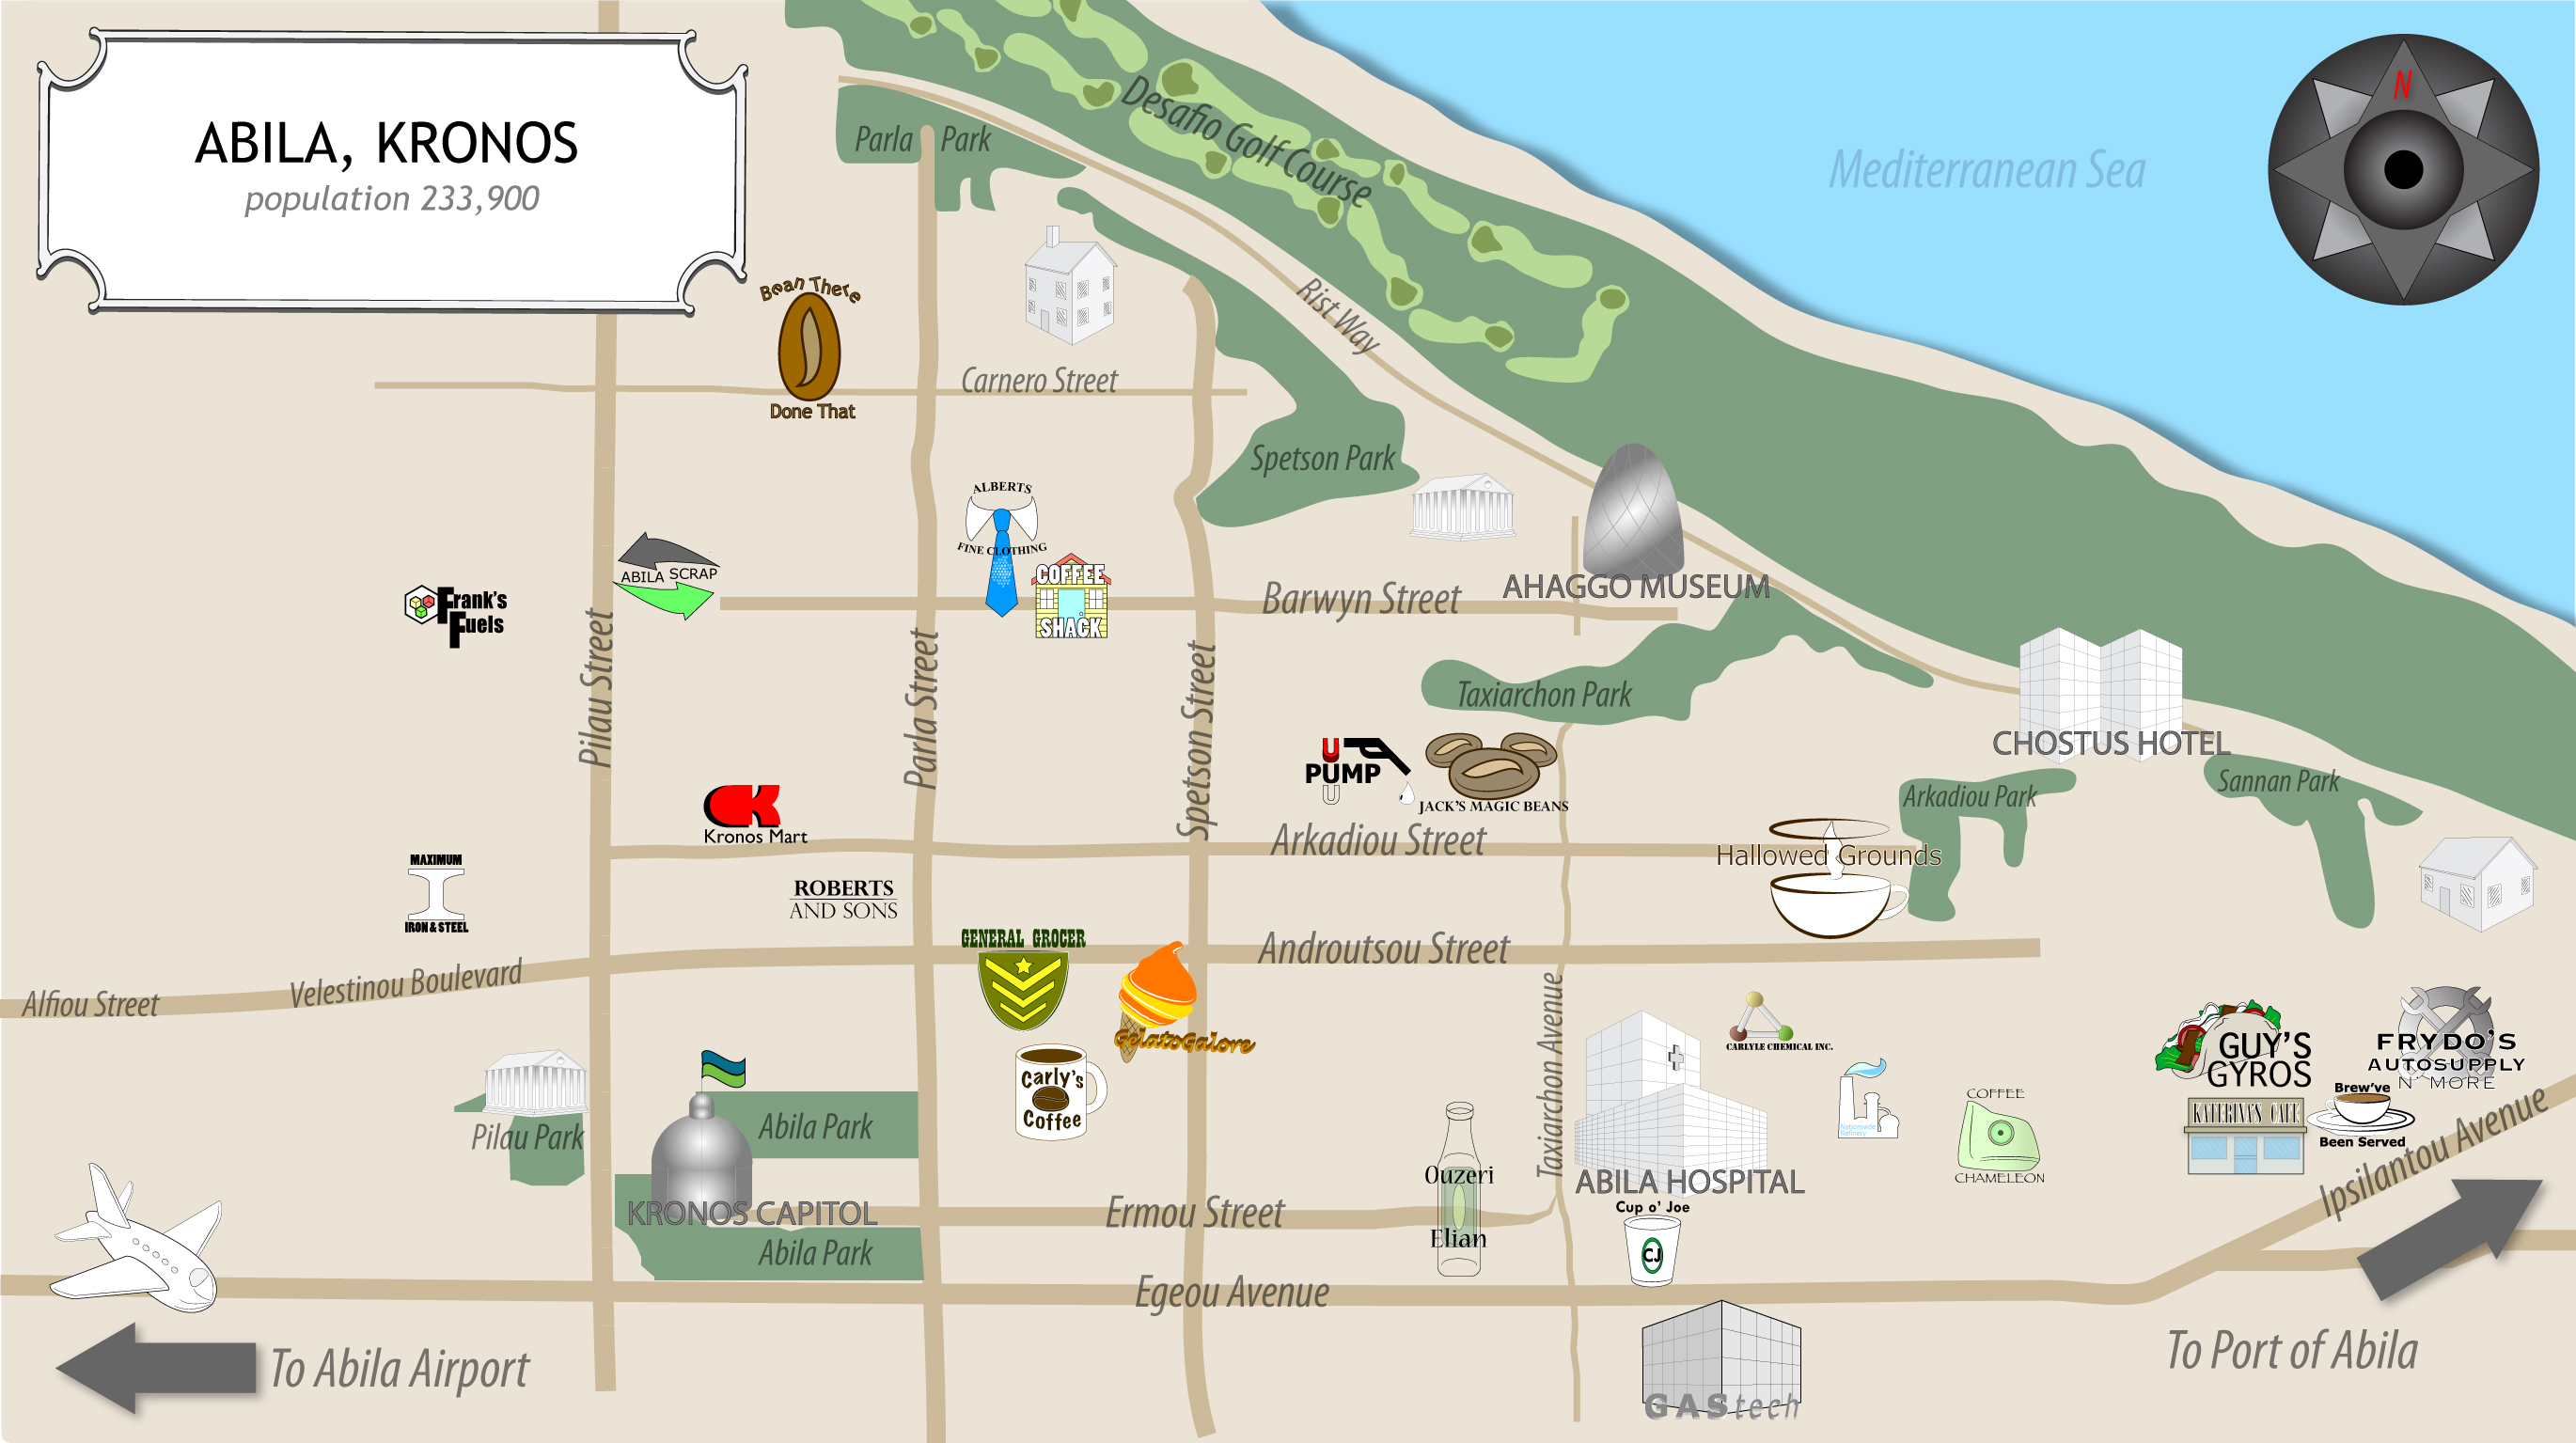 ABILA, KRONOS
population 233,900
N
Mediterranean Sea
Desafio Golf Course
Parla Park
Rist Way
Bean There
Done That
Carnero Street
Spetson Park
ALBERTS
FINE CLOTHING
COFFEE
SHACK
ABILA SCRAP
Frank's
Fuels
Barwyn Street
AHAGGO MUSEUM
Pilau Street
Parla Street
Spetson Street
Taxiarchon Park
CHOSTUS HOTEL
U
PUMP
U
JACK'S MAGIC BEANS
Arkadiou Park
Sannan Park
Kronos Mart
Arkadiou Street
Hallowed Grounds
MAXIMUM
IRON & STEEL
ROBERTS
AND SONS
GENERAL GROCER
Androutsou Street
Alfiou Street
Velestinou Boulevard
GelatoGalore
Carly's
Coffee
Taxiarchon Avenue
CARLYLE CHEMICAL INC.
Nationwide
Refinery
COFFEE
CHAMELEON
GUY'S
GYROS
FRYDO'S
AUTOSUPPLY
N' MORE
KATERINA'S CAFE
Brew've
Been Served
Ipsilantou Avenue
Pilau Park
Abila Park
KRONOS CAPITOL
Abila Park
Ermou Street
Ouzeri
Elian
ABILA HOSPITAL
Cup o' Joe
CJ
Egeou Avenue
To Abila Airport
GAStech
To Port of Abila